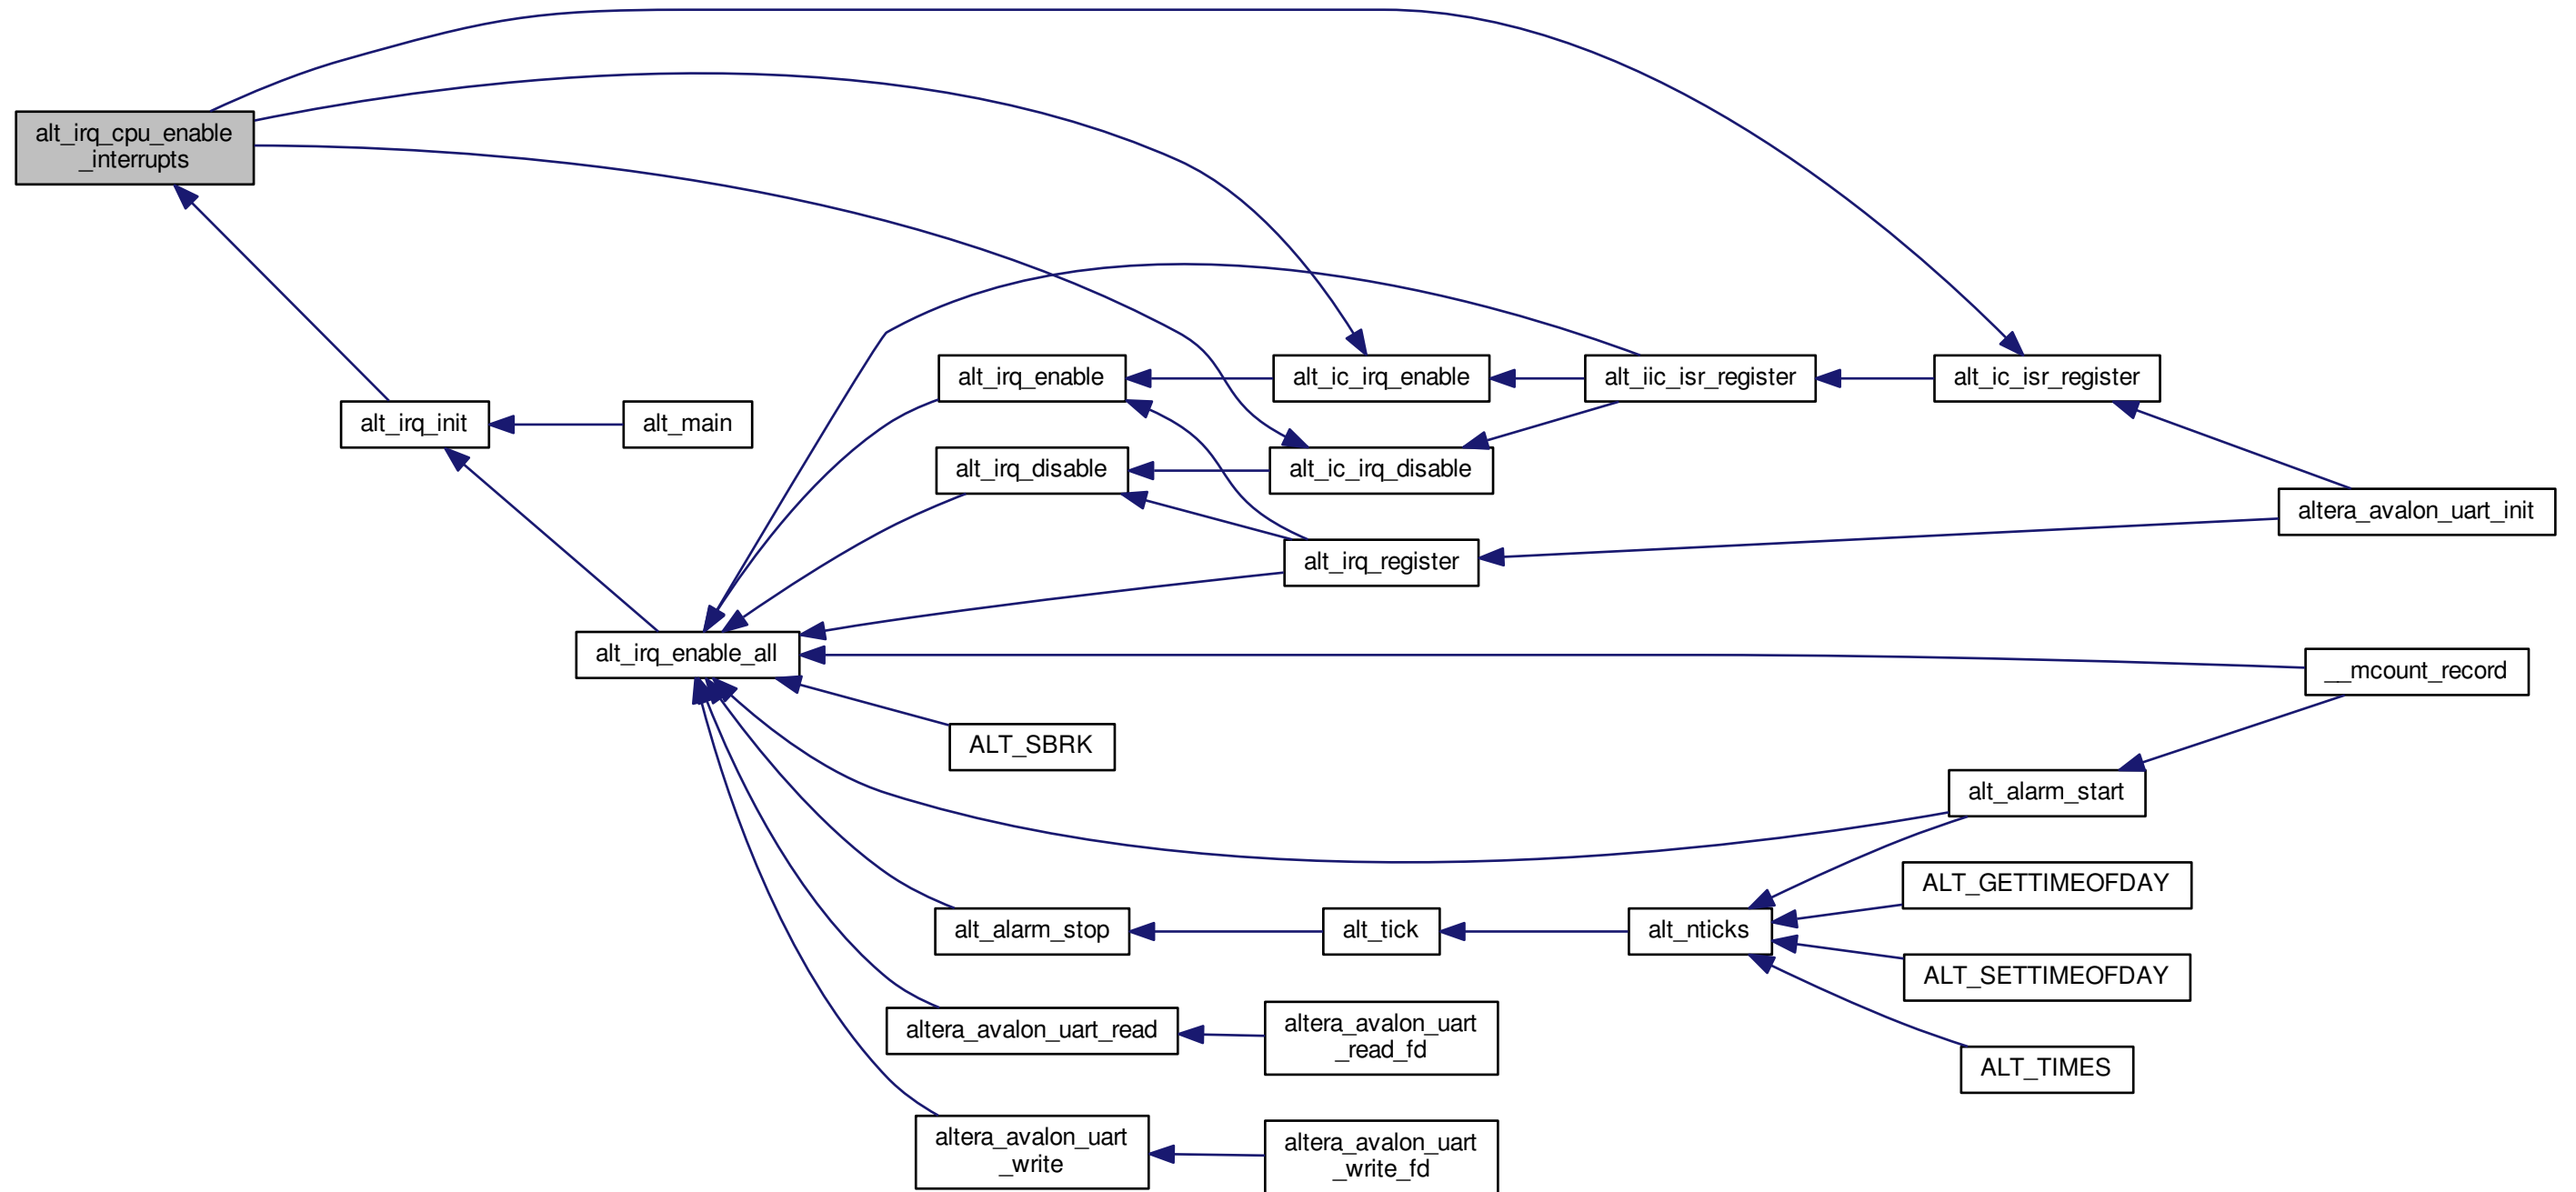 alt_irq_cpu_enable
_interrupts
alt_irq_enable
alt_ic_irq_enable
alt_iic_isr_register
alt_ic_isr_register
alt_irq_init
alt_main
alt_irq_disable
alt_ic_irq_disable
altera_avalon_uart_init
alt_irq_register
alt_irq_enable_all
__mcount_record
ALT_SBRK
alt_alarm_start
ALT_GETTIMEOFDAY
alt_alarm_stop
alt_tick
alt_nticks
ALT_SETTIMEOFDAY
altera_avalon_uart_read
altera_avalon_uart
_read_fd
ALT_TIMES
altera_avalon_uart
_write
altera_avalon_uart
_write_fd